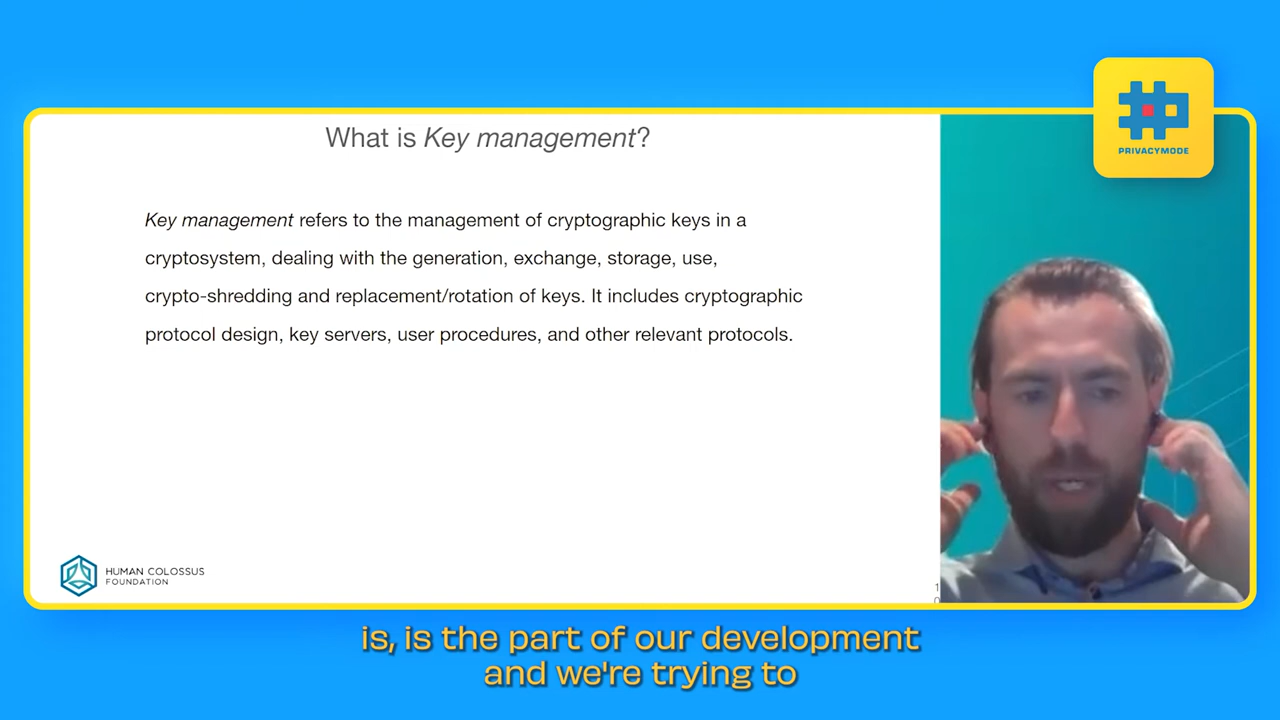 What is Key management?
PRIVACYMODE
Key management refers to the management of cryptographic keys in a
cryptosystem, dealing with the generation, exchange, storage, use,
crypto-shredding and replacement/rotation of keys. It includes cryptographic
protocol design, key servers, user procedures, and other relevant protocols.
HUMAN COLOSSUS
FOUNDATION
1
0
is, is the part of our development
and we're trying to